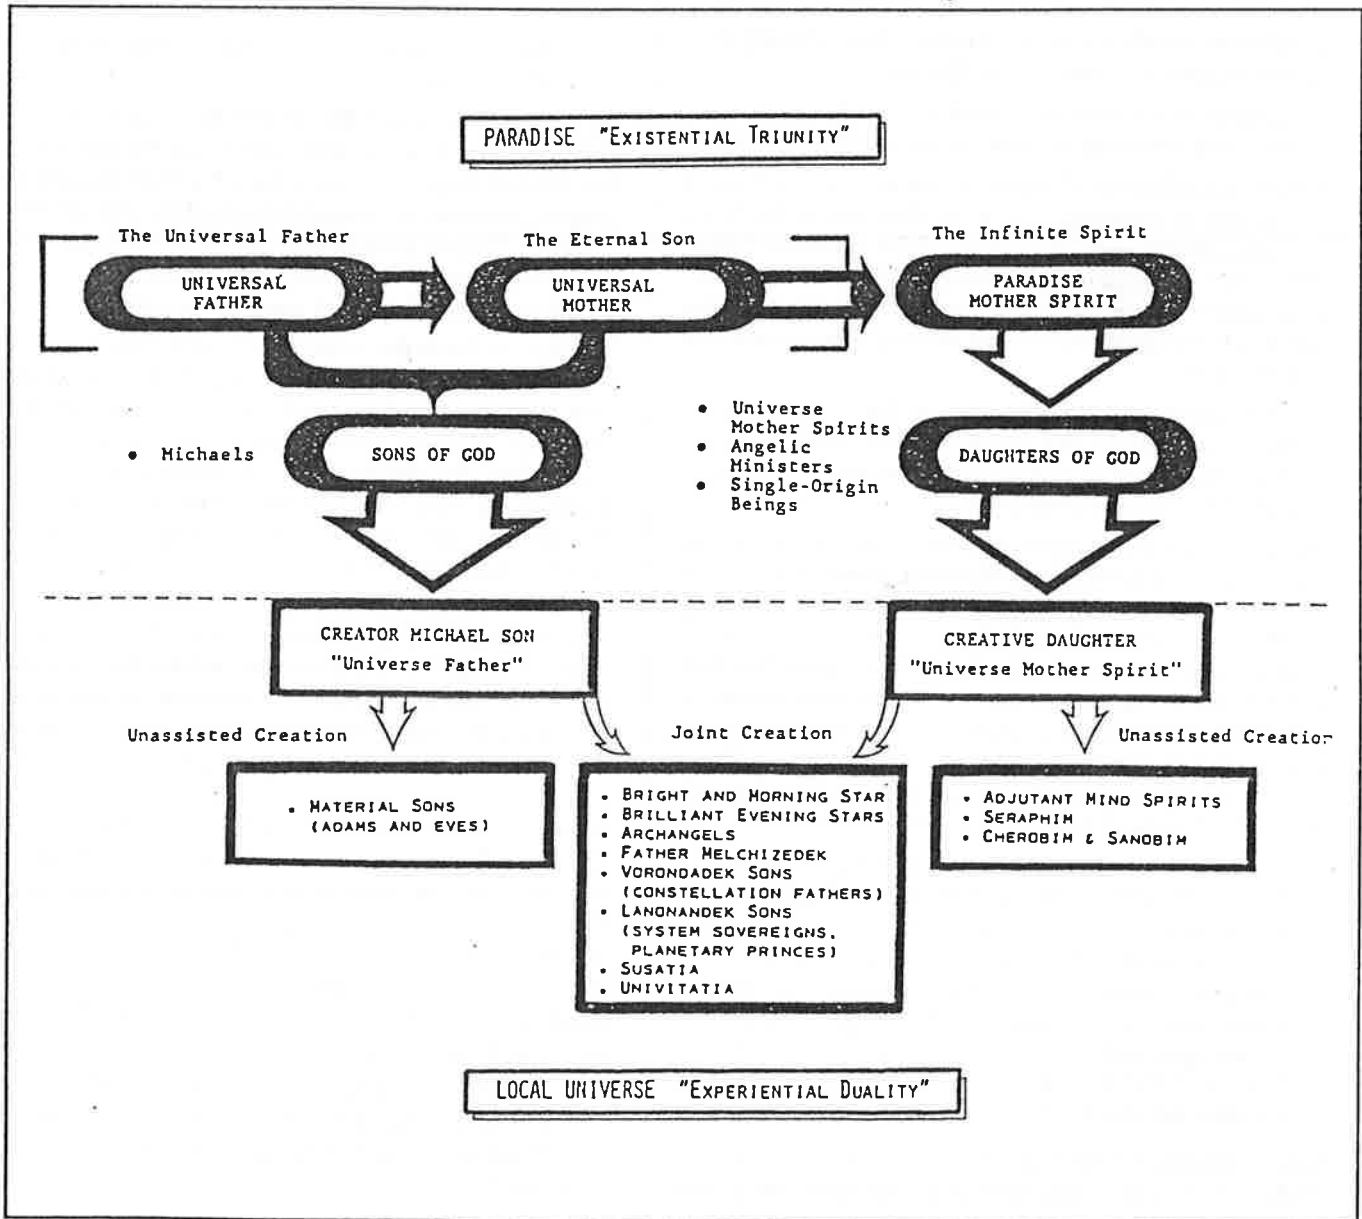 PARADISE "EXISTENTIAL TRIUNITY"
The Universal Father
The Eternal Son
The Infinite Spirit
UNIVERSAL
FATHER
UNIVERSAL
MOTHER
PARADISE
MOTHER SPIRIT
• Michaels
SONS OF GOD
• Universe
Mother Spirits
• Angelic
Ministers
• Single-Origin
Beings
DAUGHTERS OF GOD
CREATOR MICHAEL SON
"Universe Father"
CREATIVE DAUGHTER
"Universe Mother Spirit"
Unassisted Creation
Joint Creation
Unassisted Creation
• MATERIAL SONS
(ADAMS AND EVES)
• BRIGHT AND MORNING STAR
• BRILLIANT EVENING STARS
• ARCHANGELS
• FATHER MELCHIZEDEK
• VORONDADEK SONS
(CONSTELLATION FATHERS)
• LANONANDEK SONS
(SYSTEM SOVEREIGNS,
PLANETARY PRINCES)
• SUSATIA
• UNIVITATIA
• ADJUTANT MIND SPIRITS
• SERAPHIM
• CHEROBIM & SANOBIM
LOCAL UNIVERSE "EXPERIENTIAL DUALITY"